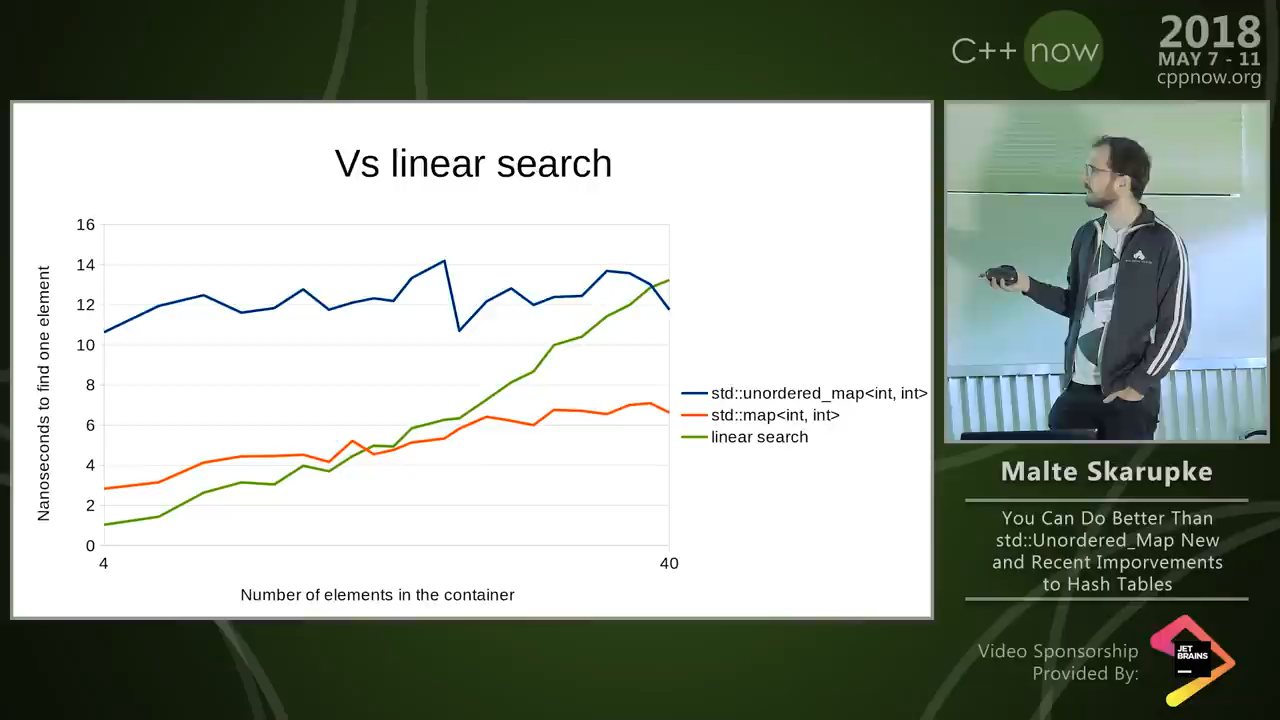 C++ now
2018
MAY 7 - 11
cppnow.org
Vs linear search
Nanoseconds to find one element
16
14
12
10
8
6
4
2
0
4
40
Number of elements in the container
std::unordered_map<int, int>
std::map<int, int>
linear search
Malte Skarupke
You Can Do Better Than
std::Unordered_Map New
and Recent Imporvements
to Hash Tables
Video Sponsorship
Provided By:
JET
BRAINS